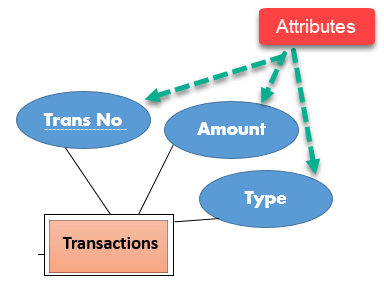 Attributes
Trans No
Amount
Type
Transactions